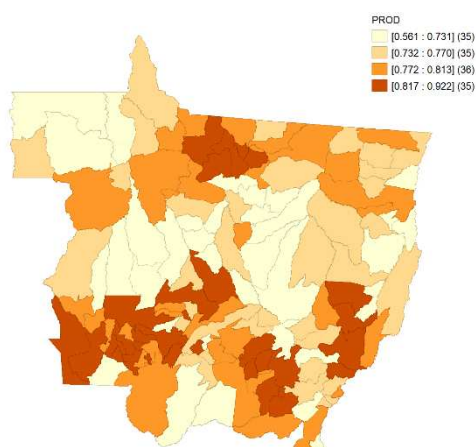 PROD
[0.561 : 0.731] (35)
[0.732 : 0.770] (35)
[0.772 : 0.813] (36)
[0.817 : 0.922] (35)